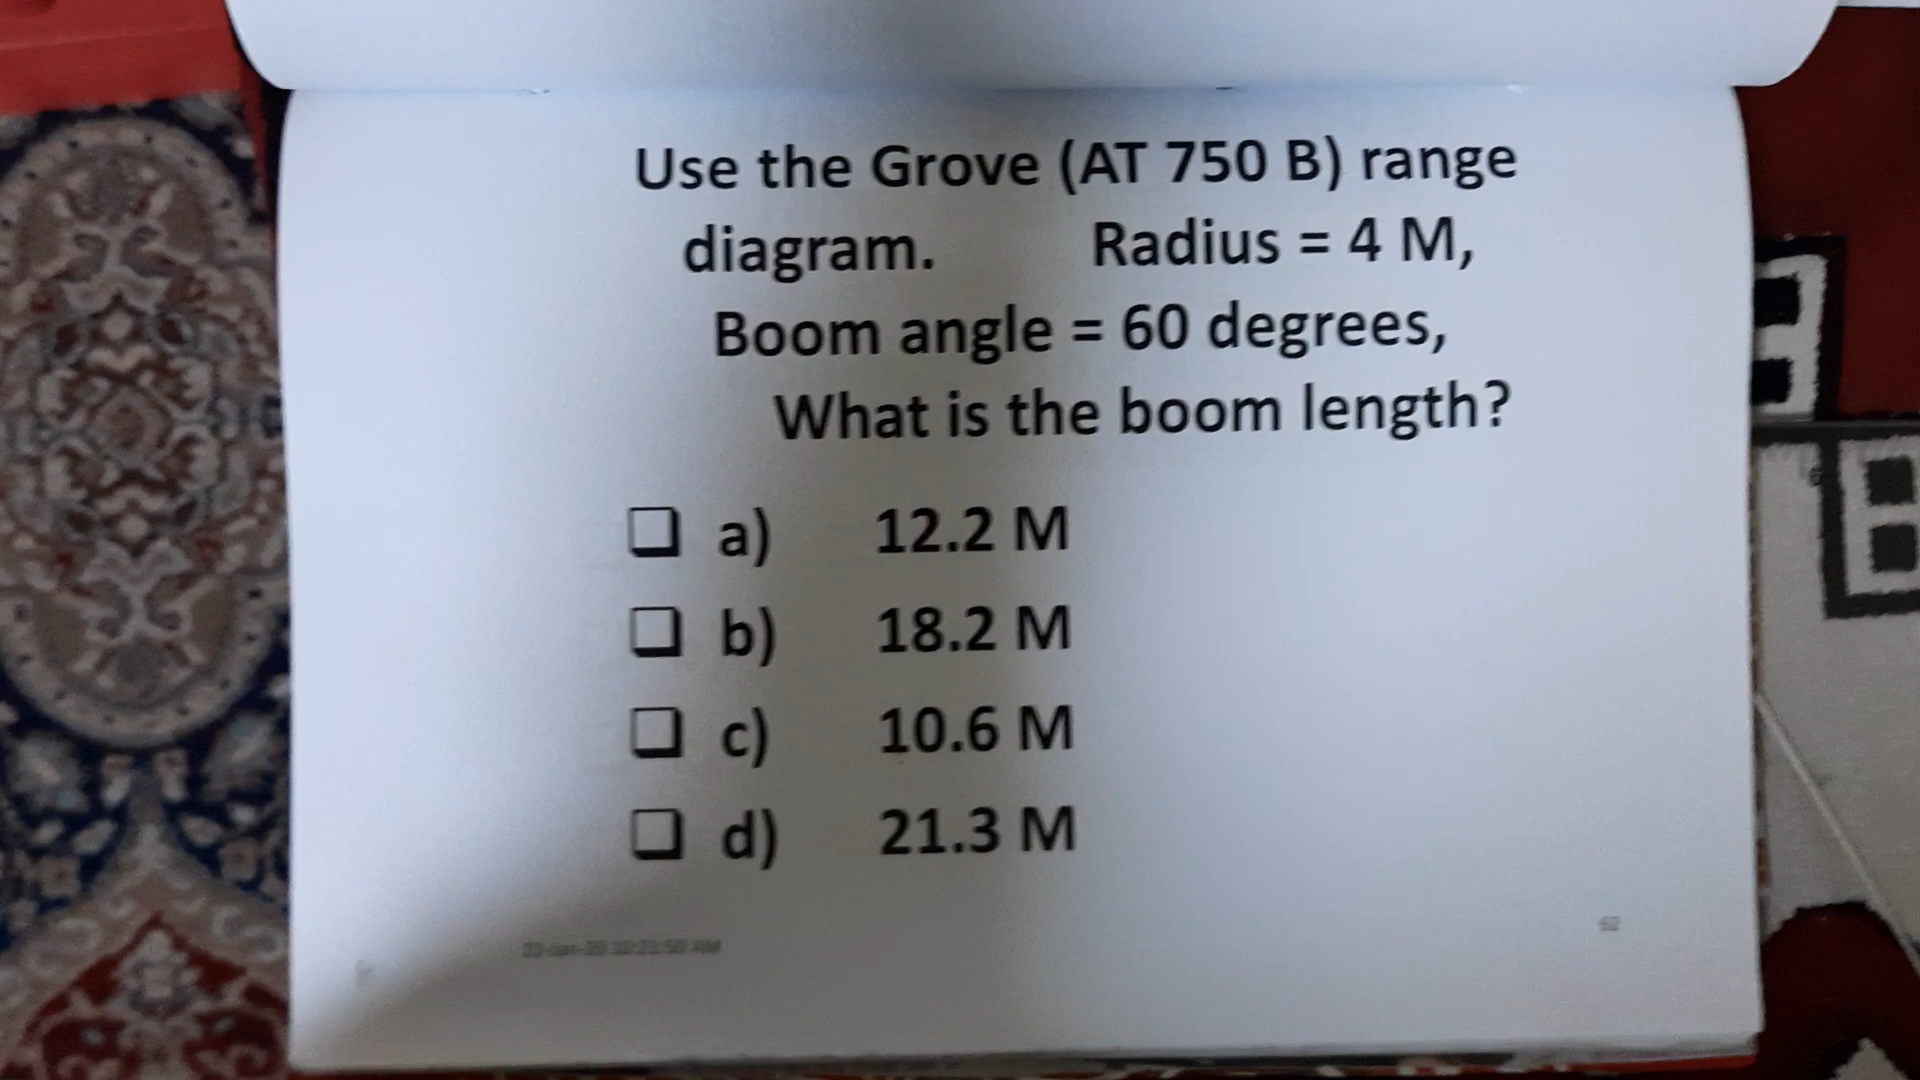 Use the Grove (AT 750 B) range
diagram. Radius = 4 M,
Boom angle = 60 degrees,
What is the boom length?
a) 12.2 M
b) 18.2 M
c) 10.6 M
d) 21.3 M